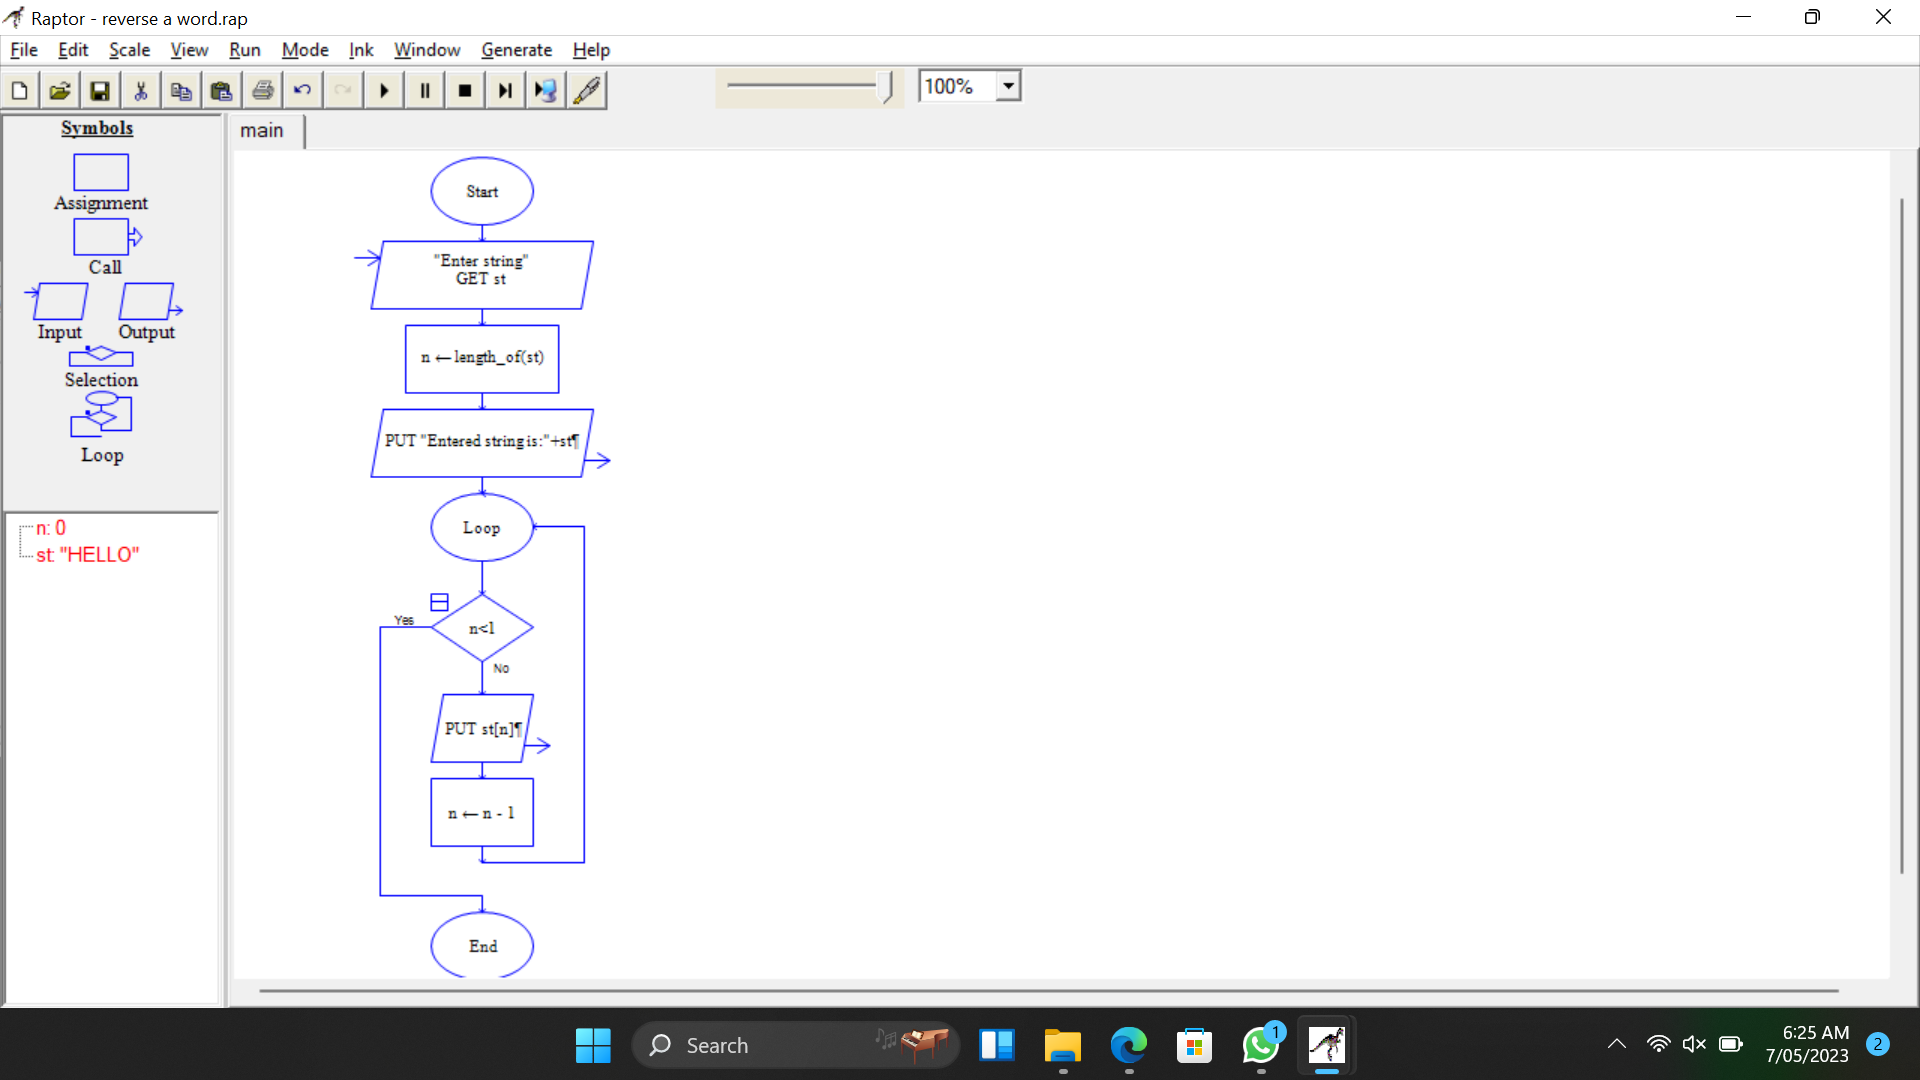 Raptor - reverse a word.rap
File Edit Scale View Run Mode Ink Window Generate Help
100%
Symbols
Assignment
Call
Input Output
Selection
Loop
n: 0
st: "HELLO"
main
Start
"Enter string"
GET st
n ← length_of(st)
PUT "Entered string is:"+st¶
Loop
Yes
n<1
No
PUT st[n]¶
n ← n - 1
End
Search
1
6:25 AM
7/05/2023
2